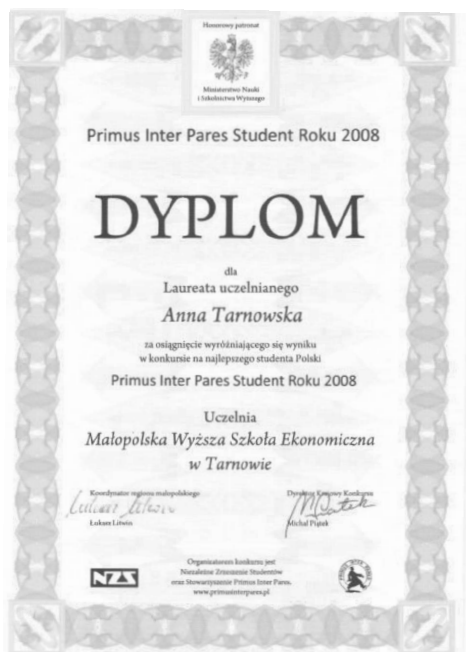 Honorowy patronat
Ministerstwo Nauki
i Szkolnictwa Wyższego
Primus Inter Pares Student Roku 2008
DYPLOM
dla
Laureata uczelnianego
Anna Tarnowska
za osiągnięcie wyróżniającego się wyniku
w konkursie na najlepszego studenta Polski
Primus Inter Pares Student Roku 2008
Uczelnia
Małopolska Wyższa Szkoła Ekonomiczna
w Tarnowie
Koordynator regionu małopolskiego
Łukasz Litwin
Dyrektor Krajowy Konkursu
Michał Piątek
NZS
Organizatorem konkursu jest
Niezależne Zrzeszenie Studentów
oraz Stowarzyszenie Primus Inter Pares.
www.primusinterpares.pl